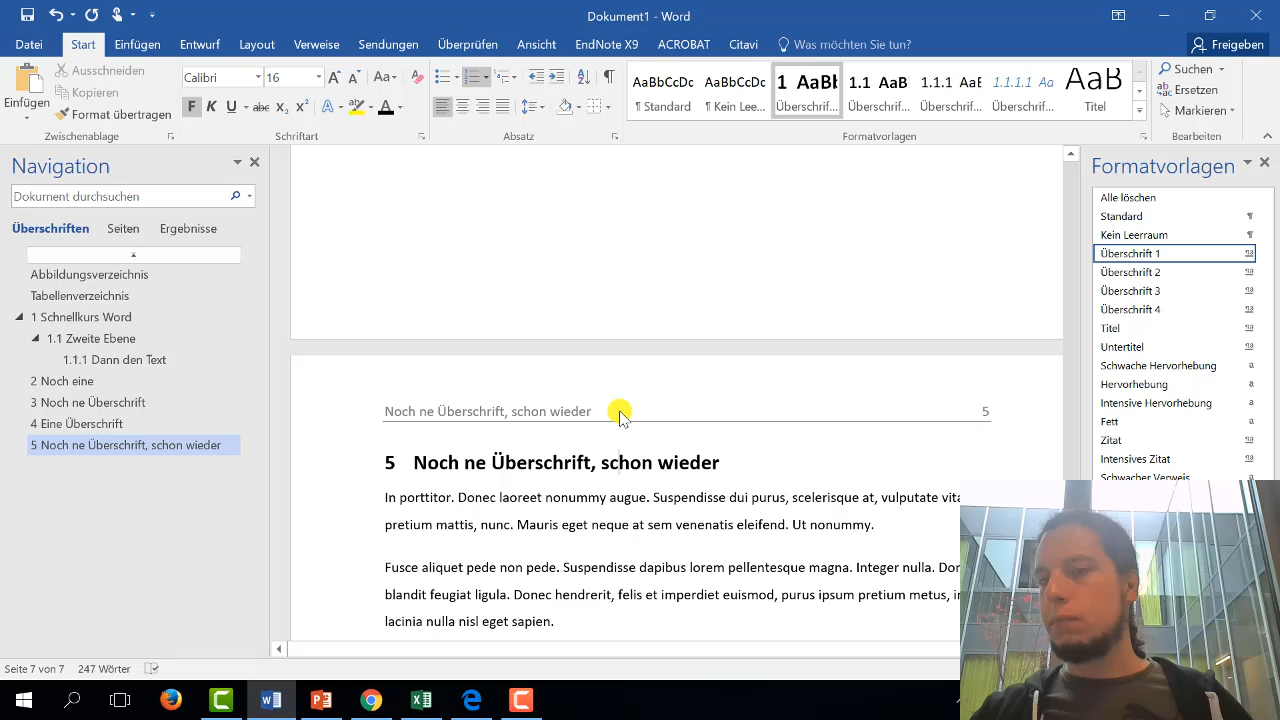 Dokument1 - Word
Datei Start Einfügen Entwurf Layout Verweise Sendungen Überprüfen Ansicht EndNote X9 ACROBAT Citavi Was möchten Sie tun? Freigeben
Einfügen
Ausschneiden
Kopieren
Format übertragen
Zwischenablage
Calibri 16
Schriftart
Absatz
AaBbCcDc AaBbCcDc 1 AaBb 1.1 AaB 1.1.1 AaB 1.1.1.1 Aa AaB
¶ Standard ¶ Kein Lee... Überschrif... Überschrif... Überschrif... Überschrif... Titel
Formatvorlagen
Suchen
Ersetzen
Markieren
Bearbeiten
Navigation
Dokument durchsuchen
Überschriften Seiten Ergebnisse
Abbildungsverzeichnis
Tabellenverzeichnis
1 Schnellkurs Word
1.1 Zweite Ebene
1.1.1 Dann den Text
2 Noch eine
3 Noch ne Überschrift
4 Eine Überschrift
5 Noch ne Überschrift, schon wieder
Noch ne Überschrift, schon wieder 5
5 Noch ne Überschrift, schon wieder
In porttitor. Donec laoreet nonummy augue. Suspendisse dui purus, scelerisque at, vulputate vita
pretium mattis, nunc. Mauris eget neque at sem venenatis eleifend. Ut nonummy.
Fusce aliquet pede non pede. Suspendisse dapibus lorem pellentesque magna. Integer nulla. Do
blandit feugiat ligula. Donec hendrerit, felis et imperdiet euismod, purus ipsum pretium metus, i
lacinia nulla nisl eget sapien.
Formatvorlagen
Alle löschen
Standard ¶
Kein Leerraum ¶
Überschrift 1 ¶a
Überschrift 2 ¶a
Überschrift 3 ¶a
Überschrift 4 ¶a
Titel ¶a
Untertitel ¶a
Schwache Hervorhebung a
Hervorhebung a
Intensive Hervorhebung a
Fett a
Zitat ¶a
Intensives Zitat ¶a
Schwacher Verweis a
Seite 7 von 7 247 Wörter